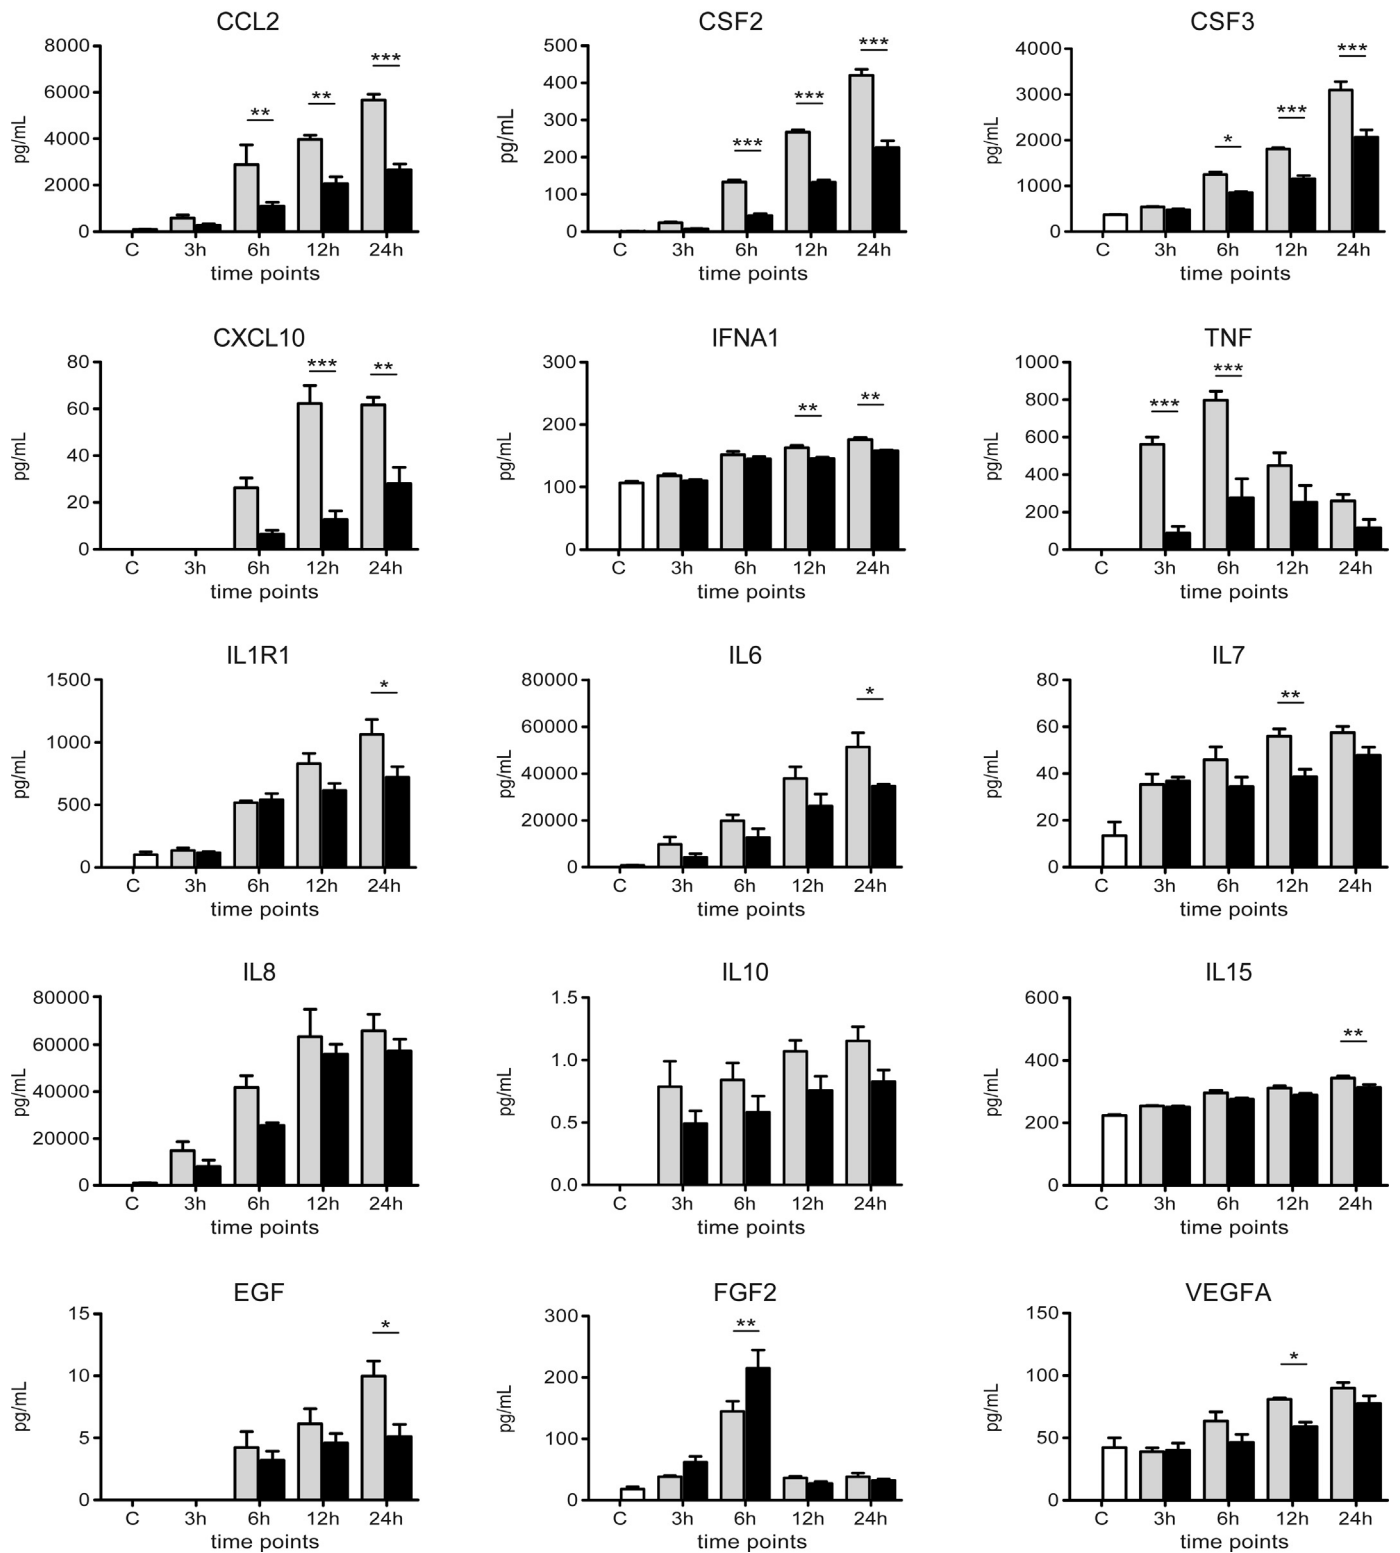 CCL2
8000
6000
4000
2000
0
pg/mL
**
**
***
C 3h 6h 12h 24h
time points
CSF2
500
400
300
200
100
0
pg/mL
***
***
***
C 3h 6h 12h 24h
time points
CSF3
4000
3000
2000
1000
0
pg/mL
*
***
***
C 3h 6h 12h 24h
time points
CXCL10
80
60
40
20
0
pg/mL
***
**
C 3h 6h 12h 24h
time points
IFNA1
300
200
100
0
pg/mL
**
**
C 3h 6h 12h 24h
time points
TNF
1000
800
600
400
200
0
pg/mL
***
***
C 3h 6h 12h 24h
time points
IL1R1
1500
1000
500
0
pg/mL
*
C 3h 6h 12h 24h
time points
IL6
80000
60000
40000
20000
0
pg/mL
*
C 3h 6h 12h 24h
time points
IL7
80
60
40
20
0
pg/mL
**
C 3h 6h 12h 24h
time points
IL8
80000
60000
40000
20000
0
pg/mL
C 3h 6h 12h 24h
time points
IL10
1.5
1.0
0.5
0.0
pg/mL
C 3h 6h 12h 24h
time points
IL15
600
400
200
0
pg/mL
**
C 3h 6h 12h 24h
time points
EGF
15
10
5
0
pg/mL
*
C 3h 6h 12h 24h
time points
FGF2
300
200
100
0
pg/mL
**
C 3h 6h 12h 24h
time points
VEGFA
150
100
50
0
pg/mL
*
C 3h 6h 12h 24h
time points